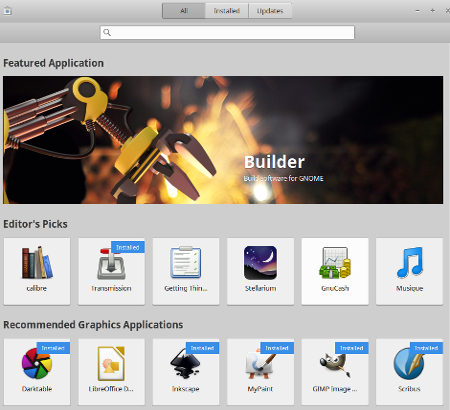 All Installed Updates
Featured Application
Builder
Build software for GNOME
Editor's Picks
Installed
calibre Transmission Getting Thin... Stellarium GnuCash Musique
Recommended Graphics Applications
Installed Installed Installed Installed Installed
Darktable LibreOffice D... Inkscape MyPaint GIMP Image ... Scribus